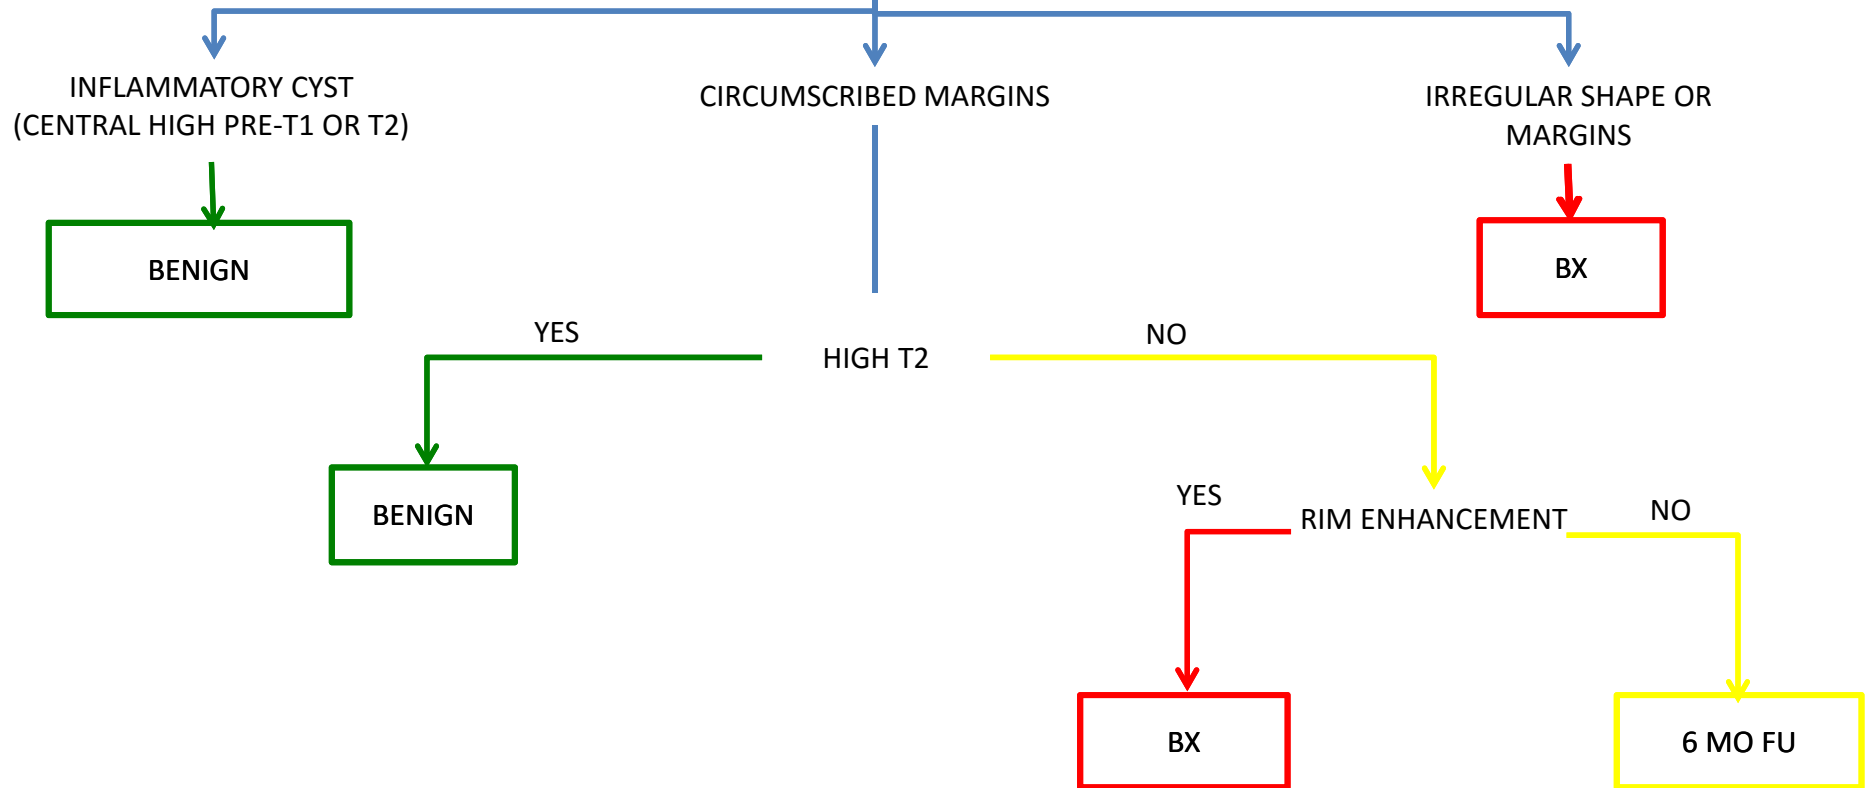 INFLAMMATORY CYST
(CENTRAL HIGH PRE-T1 OR T2)
CIRCUMSCRIBED MARGINS
IRREGULAR SHAPE OR
MARGINS
BENIGN
BX
YES
HIGH T2
NO
BENIGN
YES
RIM ENHANCEMENT
NO
BX
6 MO FU